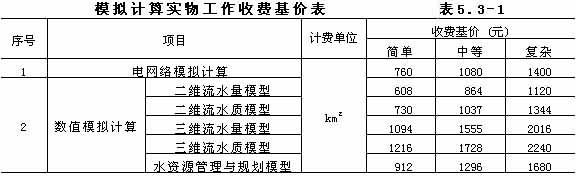 模拟计算实物工作收费基价表 表5.3-1
序号 项目 计费单位 收费基价（元）
简单 中等 复杂
1 电网络模拟计算 km² 760 1080 1400
2 数值模拟计算 二维流水量模型 608 864 1120
二维流水质模型 730 1037 1344
三维流水量模型 1094 1555 2016
三维流水质模型 1216 1728 2240
水资源管理与规划模型 912 1296 1680